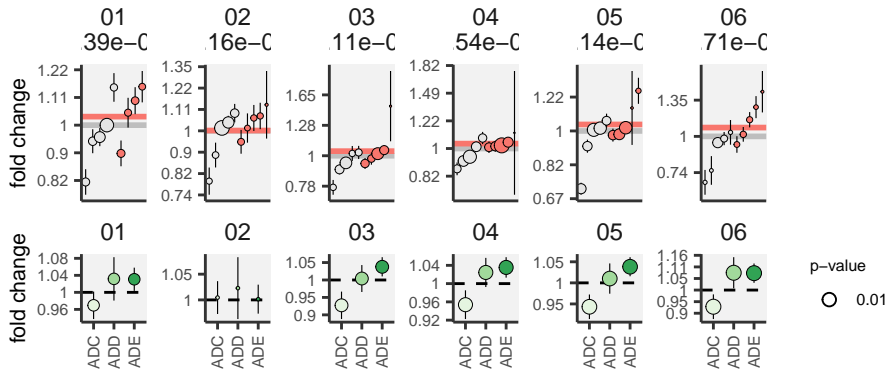 01 02 03 04 05 06
.39e−0 .16e−0 .11e−0 .54e−0 .14e−0 .71e−0
fold change
1.22 1.11 1 0.9 0.82
1.35 1.22 1.11 1 0.9 0.82 0.74
1.65 1.28 1 0.78
1.82 1.49 1.22 1 0.82
1.22 1 0.82 0.67
1.35 1 0.74
01 02 03 04 05 06
fold change
1.08 1.04 1 0.96
1.05 1
1.05 1 0.95 0.9
1.04 1 0.96 0.92
1.05 1 0.95
1.16 1.11 1.05 1 0.95 0.9
ADC ADD ADE ADC ADD ADE ADC ADD ADE ADC ADD ADE ADC ADD ADE ADC ADD ADE
p−value
0.01